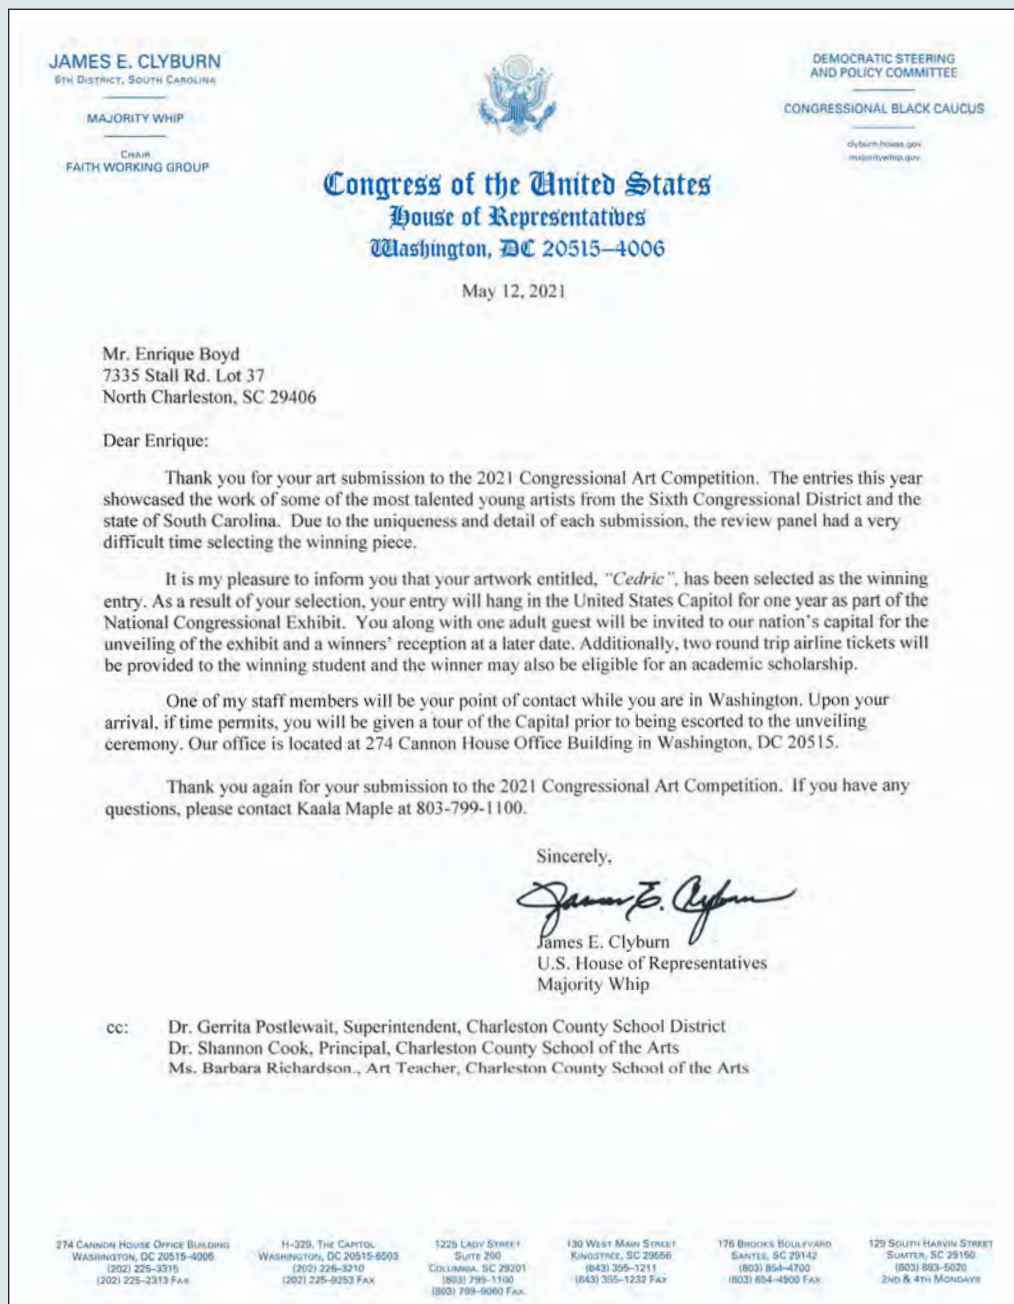 JAMES E. CLYBURN
6TH DISTRICT, SOUTH CAROLINA
MAJORITY WHIP
CHAIR
FAITH WORKING GROUP
DEMOCRATIC STEERING
AND POLICY COMMITTEE
CONGRESSIONAL BLACK CAUCUS
clyburn.house.gov
majoritywhip.gov
Congress of the United States
House of Representatives
Washington, DC 20515–4006
May 12, 2021
Mr. Enrique Boyd
7335 Stall Rd. Lot 37
North Charleston, SC 29406
Dear Enrique:
Thank you for your art submission to the 2021 Congressional Art Competition. The entries this year
showcased the work of some of the most talented young artists from the Sixth Congressional District and the
state of South Carolina. Due to the uniqueness and detail of each submission, the review panel had a very
difficult time selecting the winning piece.
It is my pleasure to inform you that your artwork entitled, "Cedric", has been selected as the winning
entry. As a result of your selection, your entry will hang in the United States Capitol for one year as part of the
National Congressional Exhibit. You along with one adult guest will be invited to our nation's capital for the
unveiling of the exhibit and a winners' reception at a later date. Additionally, two round trip airline tickets will
be provided to the winning student and the winner may also be eligible for an academic scholarship.
One of my staff members will be your point of contact while you are in Washington. Upon your
arrival, if time permits, you will be given a tour of the Capital prior to being escorted to the unveiling
ceremony. Our office is located at 274 Cannon House Office Building in Washington, DC 20515.
Thank you again for your submission to the 2021 Congressional Art Competition. If you have any
questions, please contact Kaala Maple at 803-799-1100.
Sincerely,
James E. Clyburn
James E. Clyburn
U.S. House of Representatives
Majority Whip
cc: Dr. Gerrita Postlewait, Superintendent, Charleston County School District
Dr. Shannon Cook, Principal, Charleston County School of the Arts
Ms. Barbara Richardson., Art Teacher, Charleston County School of the Arts
274 CANNON HOUSE OFFICE BUILDING
WASHINGTON, DC 20515-4006
(202) 225-3315
(202) 225-2313 FAX
H-329, THE CAPITOL
WASHINGTON, DC 20515-6503
(202) 226-3210
(202) 225-9253 FAX
1225 LADY STREET
SUITE 200
COLUMBIA, SC 29201
(803) 799-1100
(803) 799-9060 FAX
130 WEST MAIN STREET
KINGSTREE, SC 29556
(843) 355-1211
(843) 355-1232 FAX
176 BROOKS BOULEVARD
SANTEE, SC 29142
(803) 854-4700
(803) 854-4900 FAX
129 SOUTH HARVIN STREET
SUMTER, SC 29150
(803) 883-5020
2ND & 4TH MONDAYS